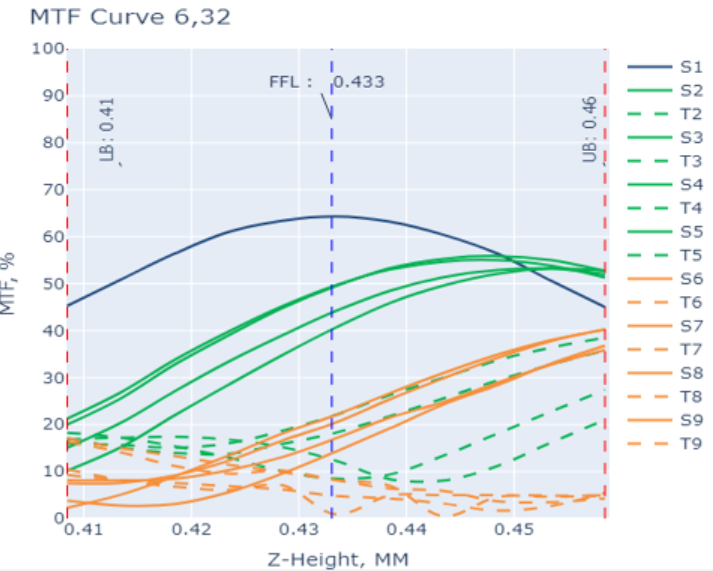 MTF Curve 6,32
100
90
80
70
60
50
40
30
20
10
0
MTF, %
LB: 0.41
FFL : 0.433
UB: 0.46
0.41
0.42
0.43
0.44
0.45
Z-Height, MM
S1
S2
T2
S3
T3
S4
T4
S5
T5
S6
T6
S7
T7
S8
T8
S9
T9